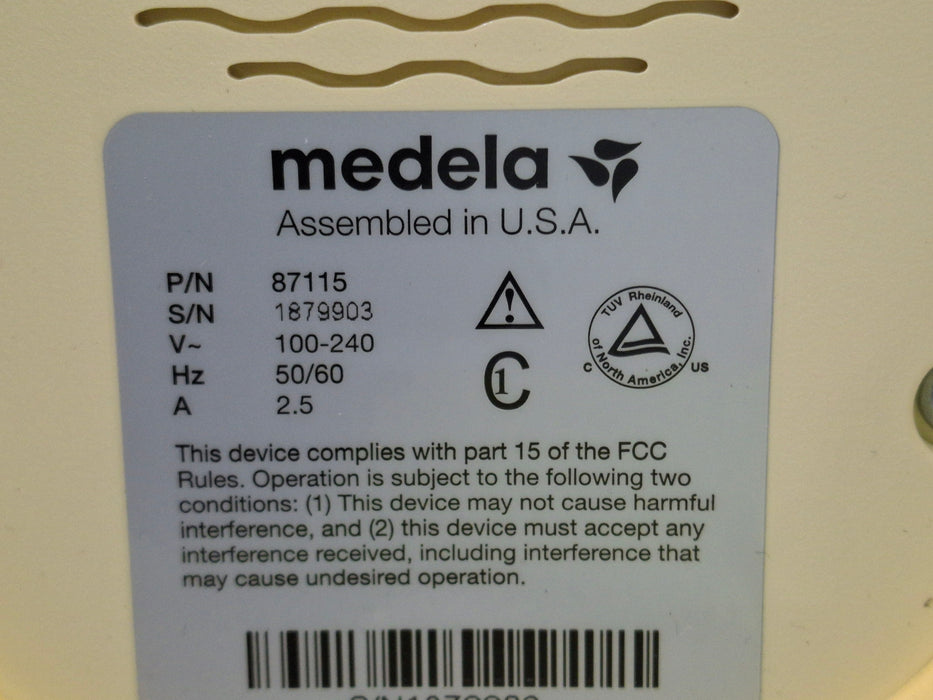 medela
Assembled in U.S.A.
P/N 87115
S/N 1879903
V~ 100-240
Hz 50/60
A 2.5
!
C1
TUV Rheinland
of North America, Inc.
C US
This device complies with part 15 of the FCC
Rules. Operation is subject to the following two
conditions: (1) This device may not cause harmful
interference, and (2) this device must accept any
interference received, including interference that
may cause undesired operation.